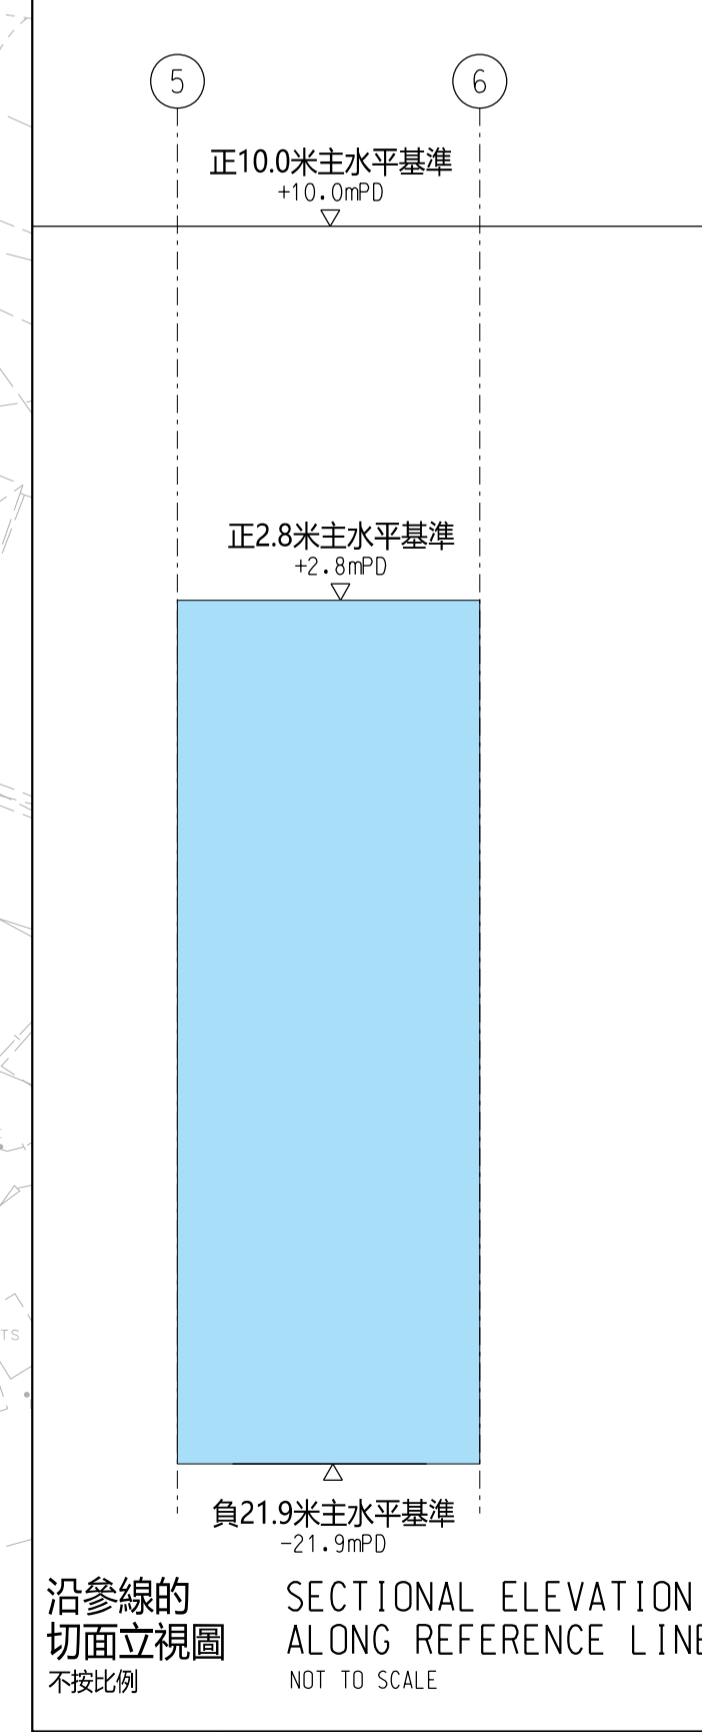 5
6
正10.0米主水平基準
+10.0mPD
正2.8米主水平基準
+2.8mPD
負21.9米主水平基準
-21.9mPD
沿參線的
切面立視圖
不按比例
SECTIONAL ELEVATION
ALONG REFERENCE LINE
NOT TO SCALE
TS